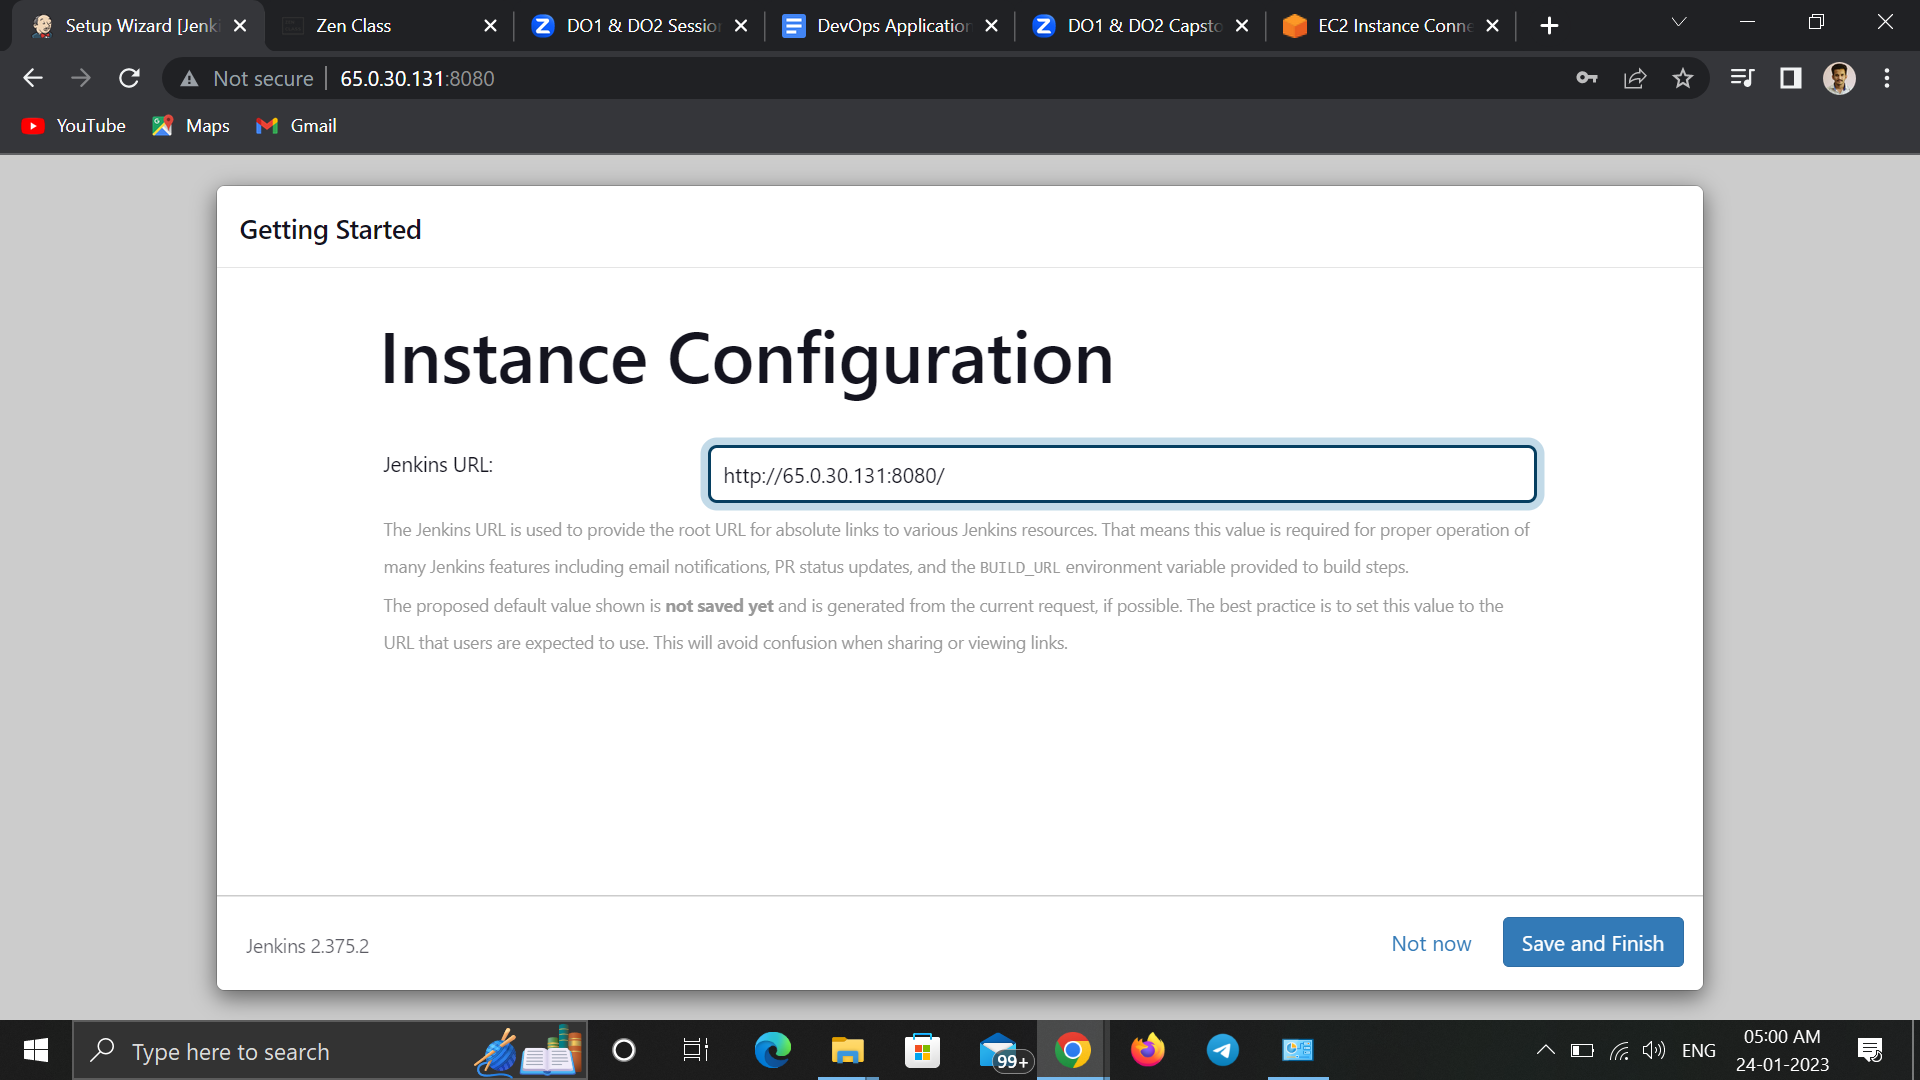 Setup Wizard [Jenki
Zen Class
DO1 & DO2 Session
DevOps Application
DO1 & DO2 Capsto
EC2 Instance Conne
Not secure
65.0.30.131:8080
YouTube
Maps
Gmail
Getting Started
Instance Configuration
Jenkins URL:
http://65.0.30.131:8080/
The Jenkins URL is used to provide the root URL for absolute links to various Jenkins resources. That means this value is required for proper operation of
many Jenkins features including email notifications, PR status updates, and the BUILD_URL environment variable provided to build steps.
The proposed default value shown is not saved yet and is generated from the current request, if possible. The best practice is to set this value to the
URL that users are expected to use. This will avoid confusion when sharing or viewing links.
Jenkins 2.375.2
Not now
Save and Finish
Type here to search
99+
ENG
05:00 AM
24-01-2023